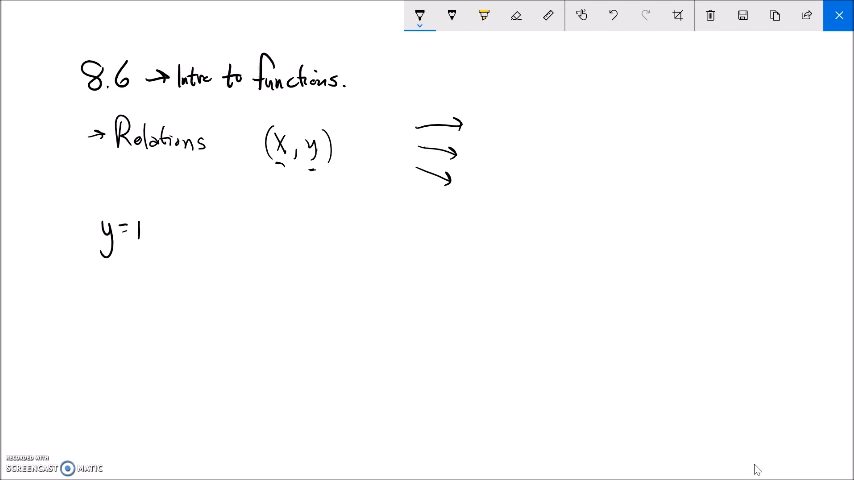 8.6 → Intro to functions.
→ Relations (x, y)
y = 1
RECORDED WITH
SCREENCAST MATIC